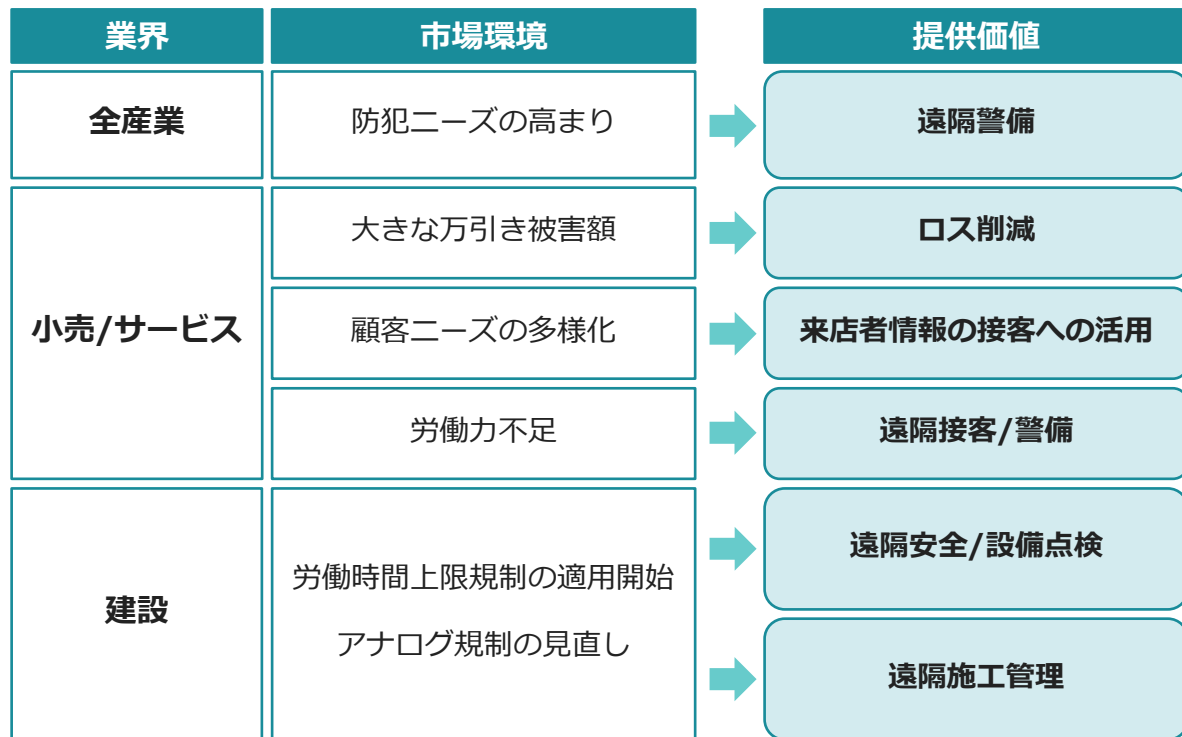 業界
市場環境
提供価値
全産業
防犯ニーズの高まり
遠隔警備
小売/サービス
大きな万引き被害額
ロス削減
顧客ニーズの多様化
来店者情報の接客への活用
労働力不足
遠隔接客/警備
建設
労働時間上限規制の適用開始
アナログ規制の見直し
遠隔安全/設備点検
遠隔施工管理